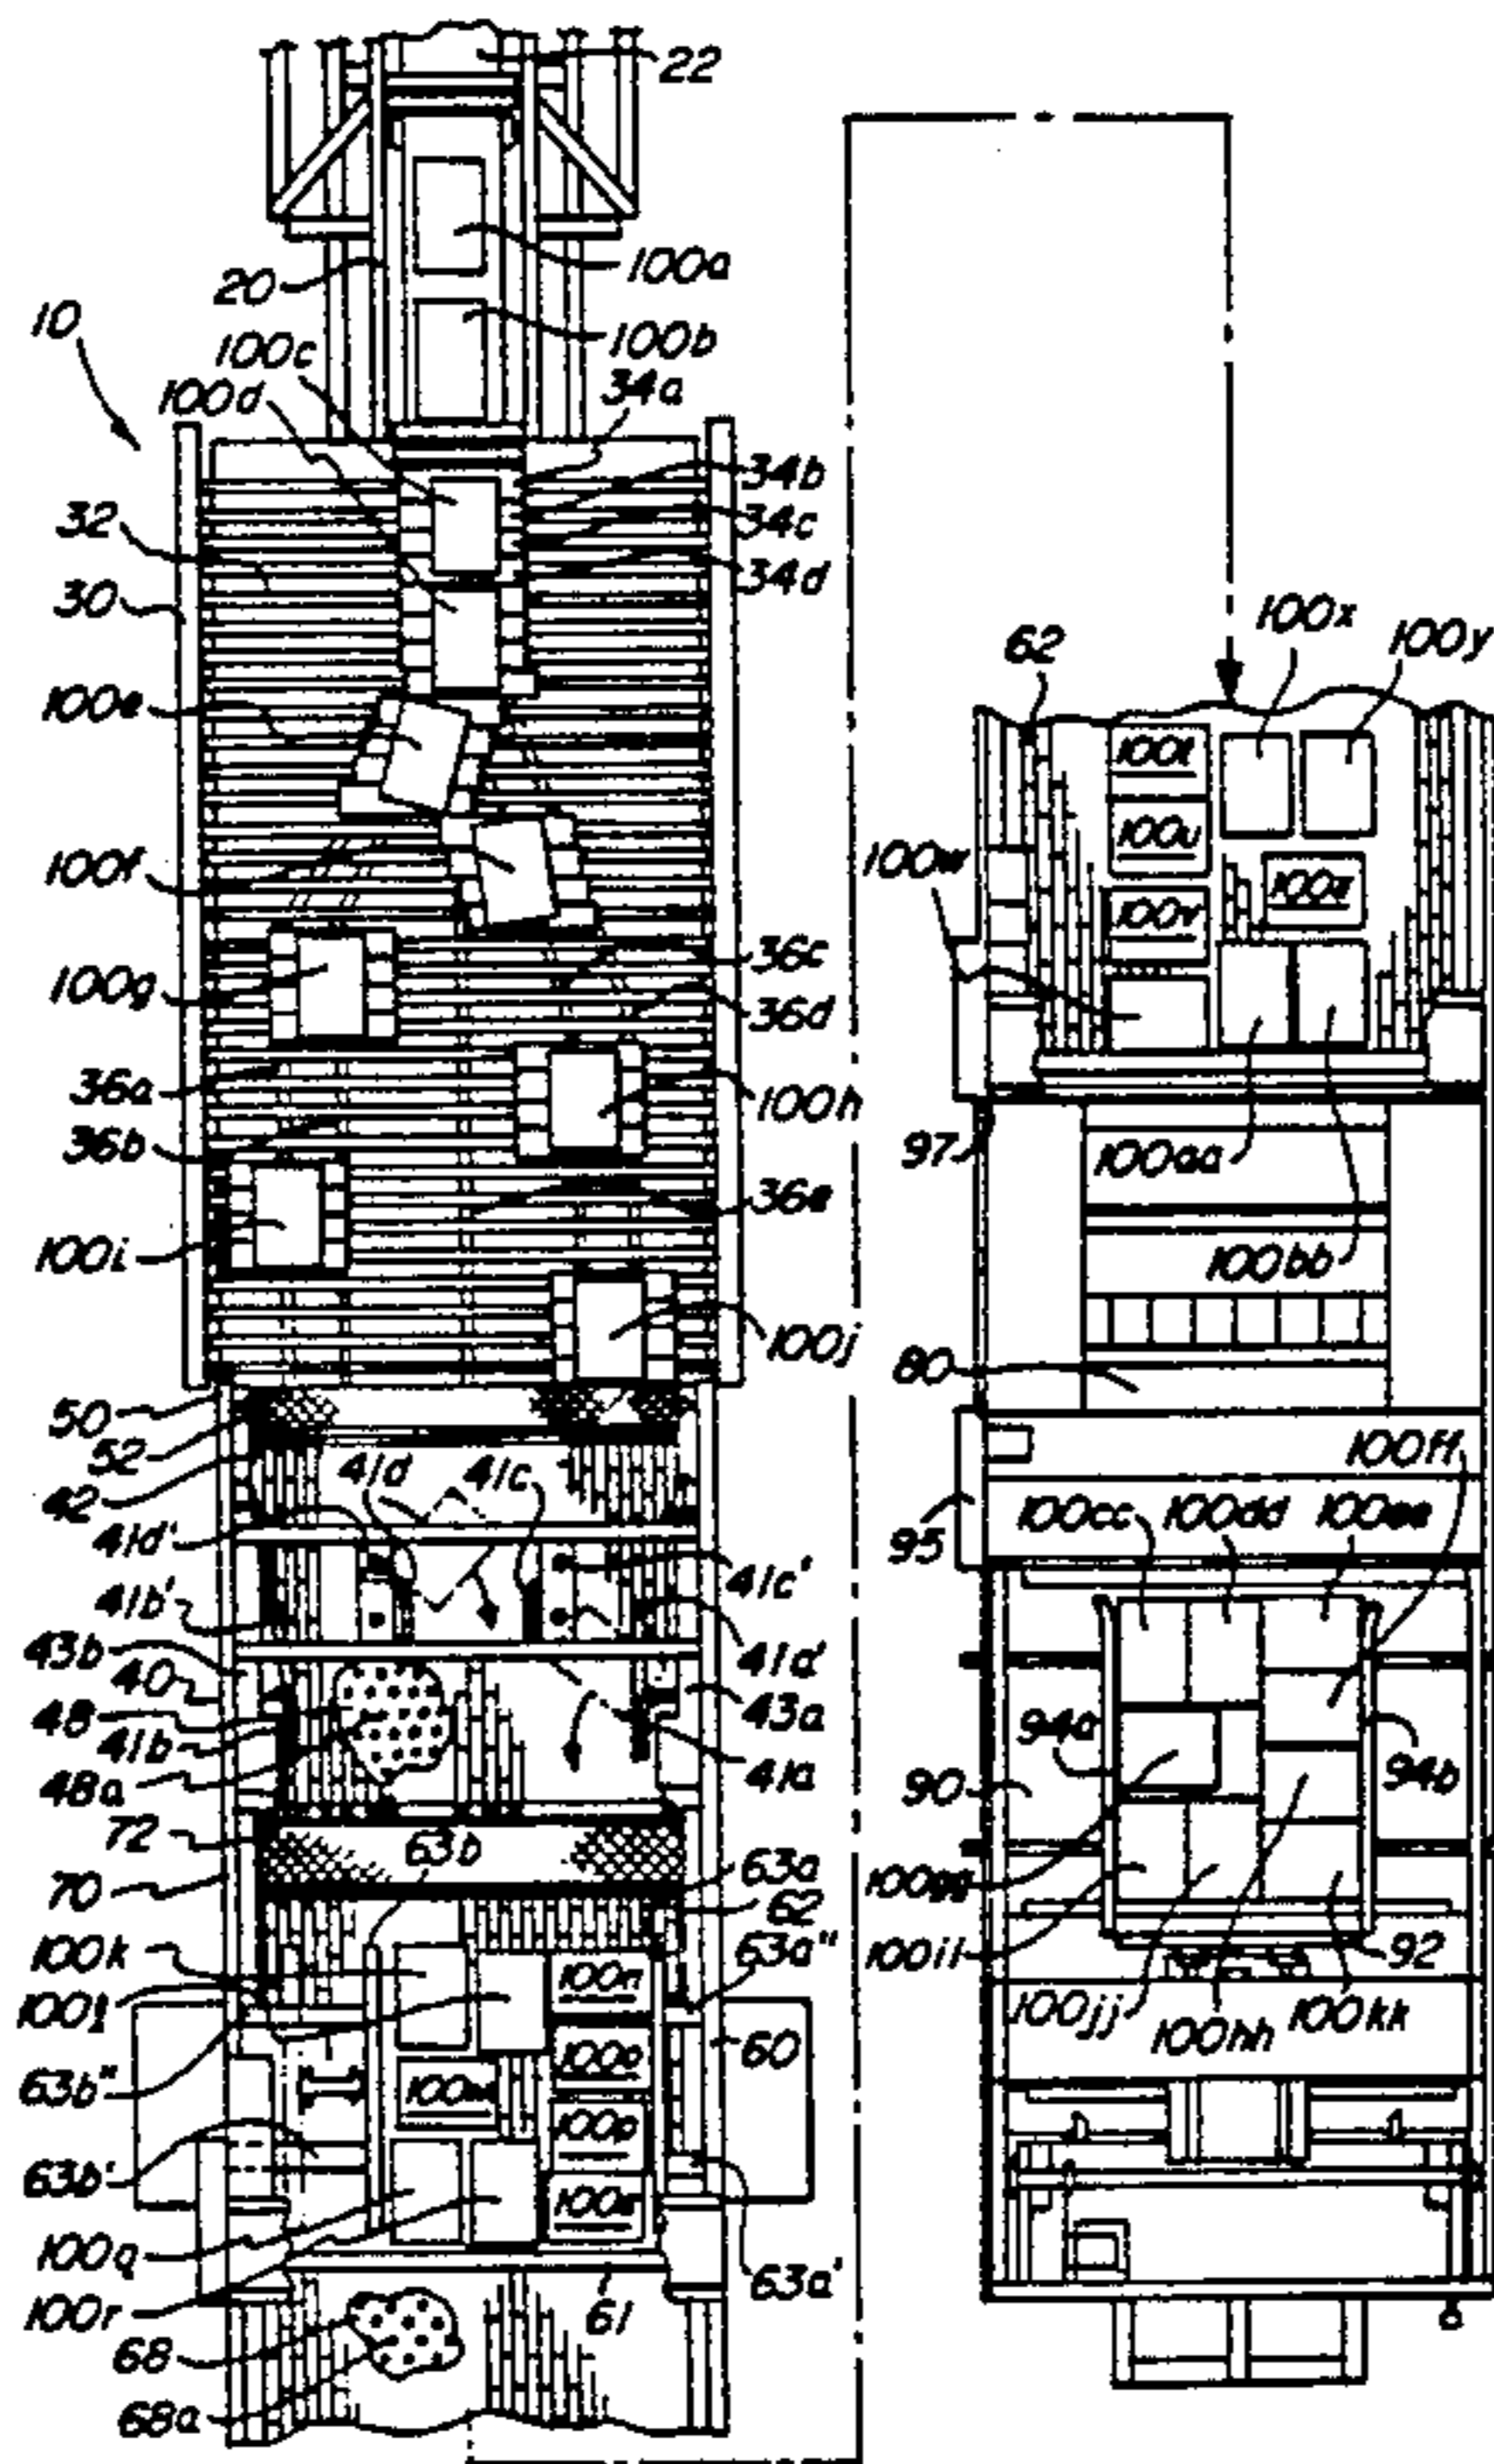 22
100a
20
10
100b
100c
34a
100d
34b
34c
32
34d
30
100e
100f
36c
100g
36d
36a
100h
36b
36e
100i
100j
50
52
42
41d
41c
41d'
41c'
41b'
43b
41a'
40
43a
48
41b
41a
48a
72
63b
63a
70
62
100k
63a"
100n
100l
60
100o
100m
63b"
100p
63b'
100s
100q
63a'
100r
61
68
68a
100x
100y
62
100t
100u
100w
100z
100v
97
100aa
100bb
80
100ff
100cc 100dd 100ee
95
94a
94b
90
100gg
100ii
92
100jj
100kk
100hh